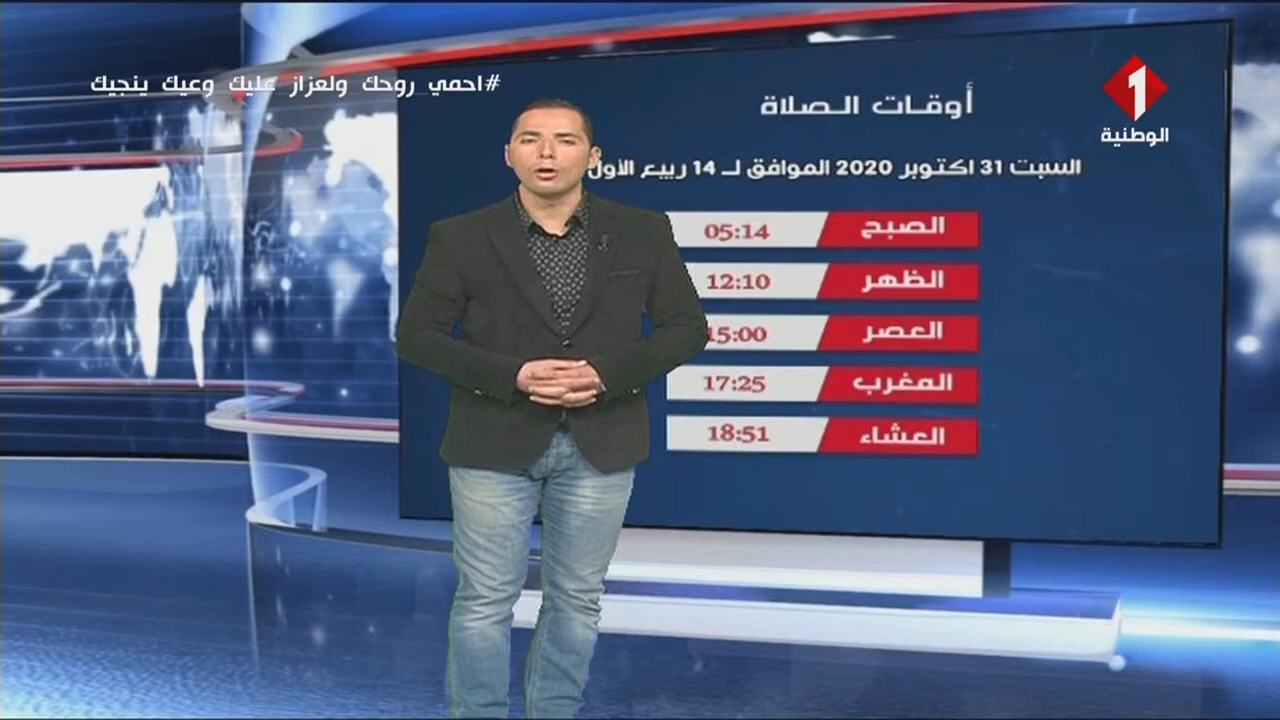 #احمي روحك ولعزاز عليك وعيك ينجيك
1
الوطنية
أوقات الصلاة
السبت 31 اكتوبر 2020 الموافق لـ 14 ربيع الأول
الصبح 05:14
الظهر 12:10
العصر 15:00
المغرب 17:25
العشاء 18:51